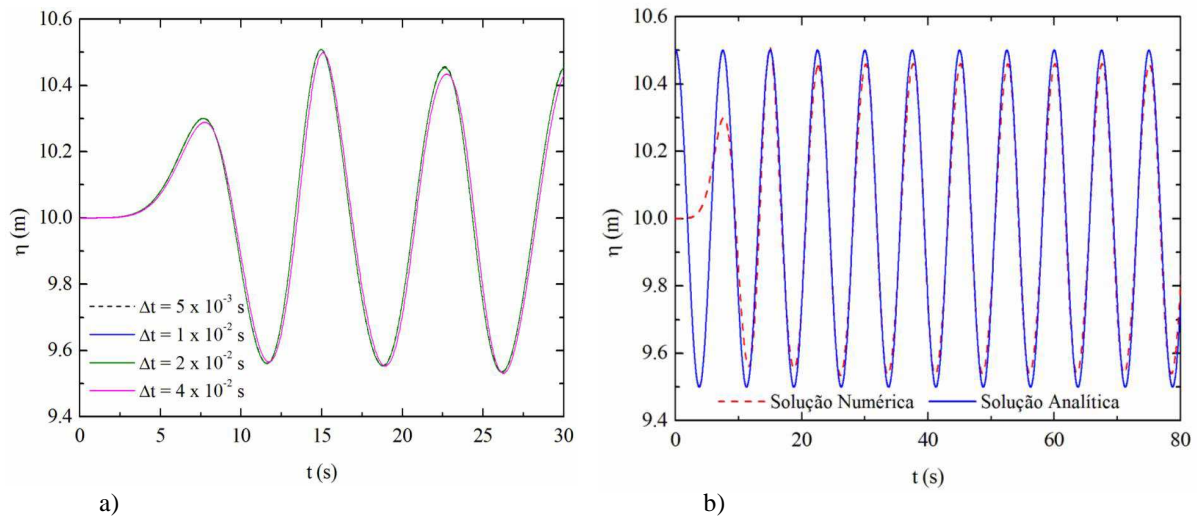 10.6
10.4
10.2
10.0
9.8
9.6
9.4
η (m)
Δt = 5 x 10⁻³ s
Δt = 1 x 10⁻² s
Δt = 2 x 10⁻² s
Δt = 4 x 10⁻² s
0 5 10 15 20 25 30
t (s)
a)
10.6
10.4
10.2
10.0
9.8
9.6
9.4
η (m)
Solução Numérica
Solução Analítica
0 20 40 60 80
t (s)
b)